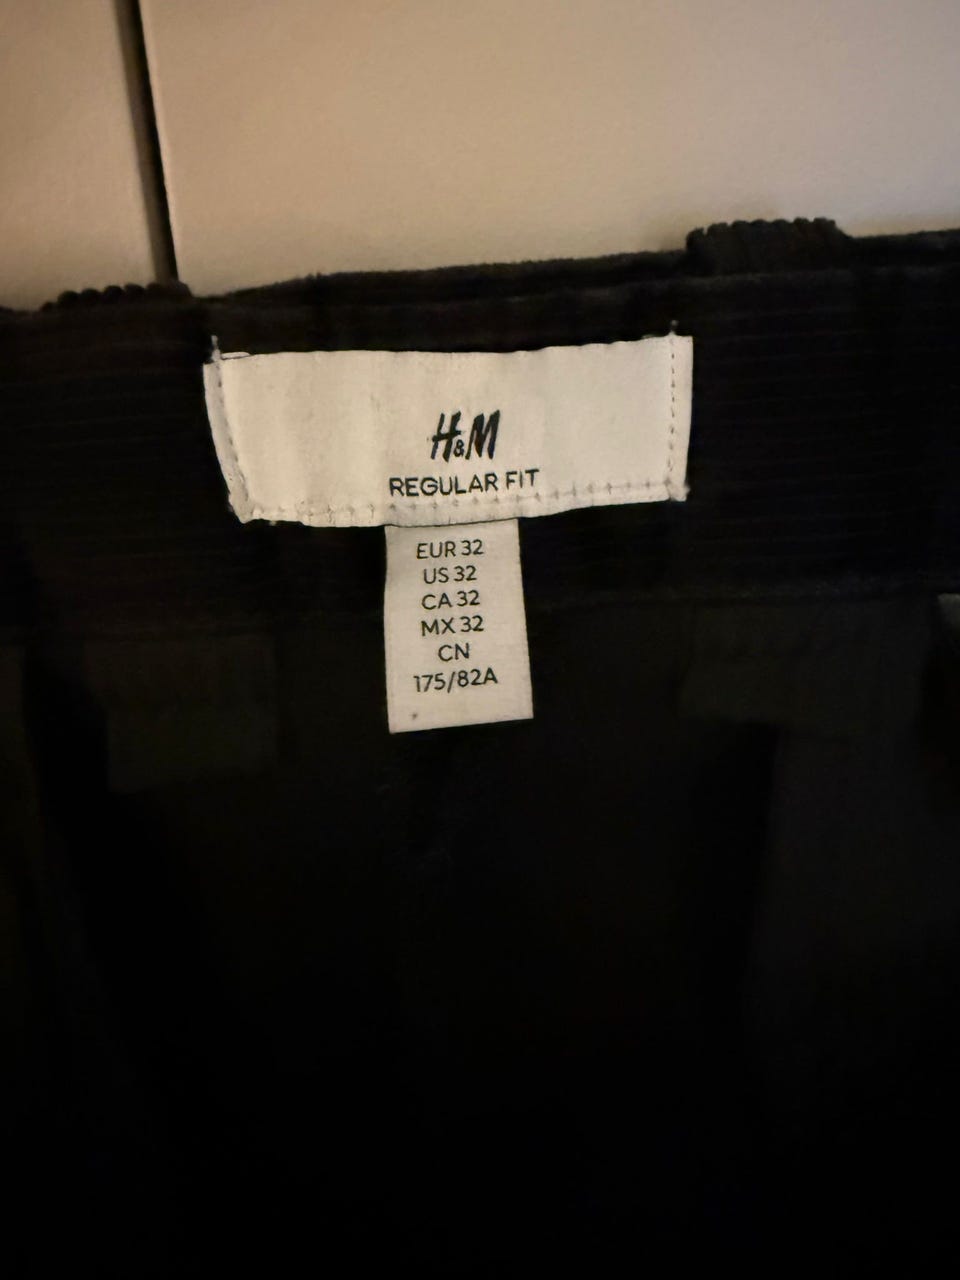 H&M
REGULAR FIT
EUR 32
US 32
CA 32
MX 32
CN
175/82A